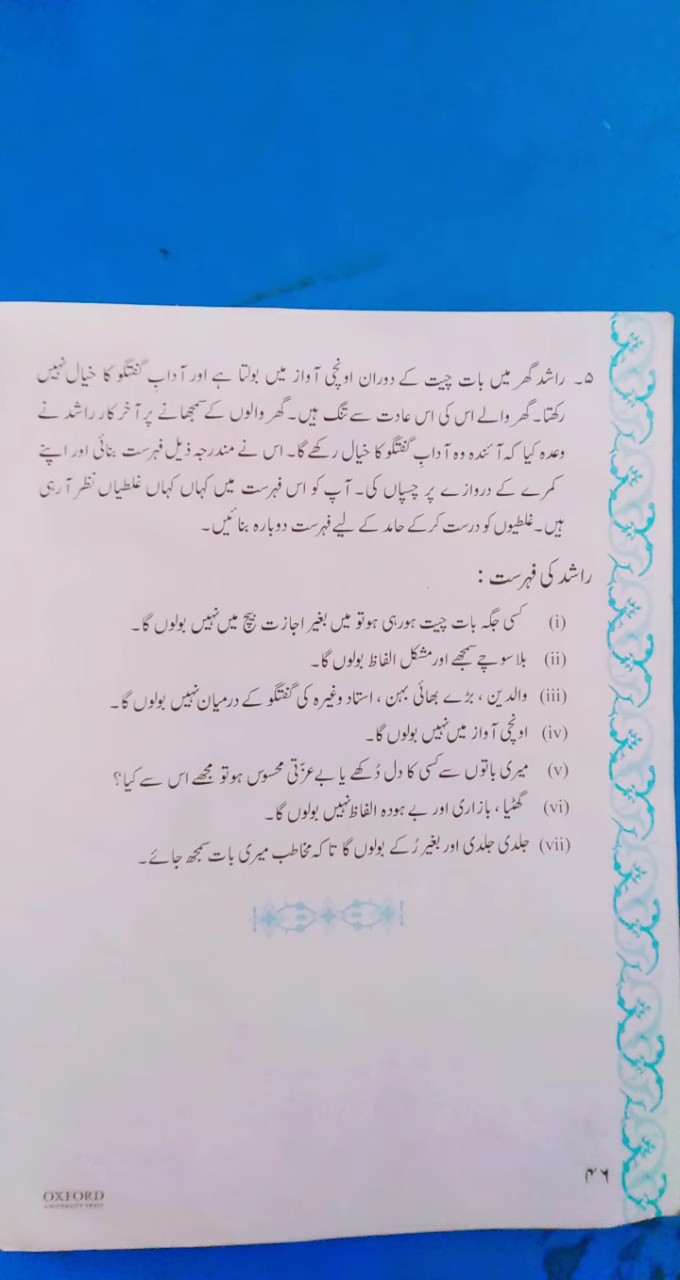 ۵۔ راشد گھر میں بات چیت کے دوران اونچی آواز میں بولتا ہے اور آدابِ گفتگو کا خیال نہیں
رکھتا۔ گھر والے اس کی اس عادت سے تنگ ہیں۔ گھر والوں کے سمجھانے پر آخر کار راشد نے
وعدہ کیا کہ آئندہ وہ آدابِ گفتگو کا خیال رکھے گا۔ اس نے مندرجہ ذیل فہرست بنائی اور اپنے
کمرے کے دروازے پر چسپاں کی۔ آپ کو اس فہرست میں کہاں کہاں غلطیاں نظر آ رہی
ہیں۔ غلطیوں کو درست کر کے حامد کے لیے فہرست دوبارہ بنائیں۔
راشد کی فہرست :
(i) کسی جگہ بات چیت ہو رہی ہو تو میں بغیر اجازت بیچ میں نہیں بولوں گا۔
(ii) بلا سوچے سمجھے اور مشکل الفاظ بولوں گا۔
(iii) والدین ، بڑے بھائی بہن ، استاد وغیرہ کی گفتگو کے درمیان نہیں بولوں گا۔
(iv) اونچی آواز میں نہیں بولوں گا۔
(v) میری باتوں سے کسی کا دل دُکھے یا بے عزّتی محسوس ہو تو مجھے اس سے کیا؟
(vi) گھٹیا ، بازاری اور بے ہودہ الفاظ نہیں بولوں گا۔
(vii) جلدی جلدی اور بغیر رُکے بولوں گا تاکہ مخاطب میری بات سمجھ جائے۔
۴۶
OXFORD
UNIVERSITY PRESS